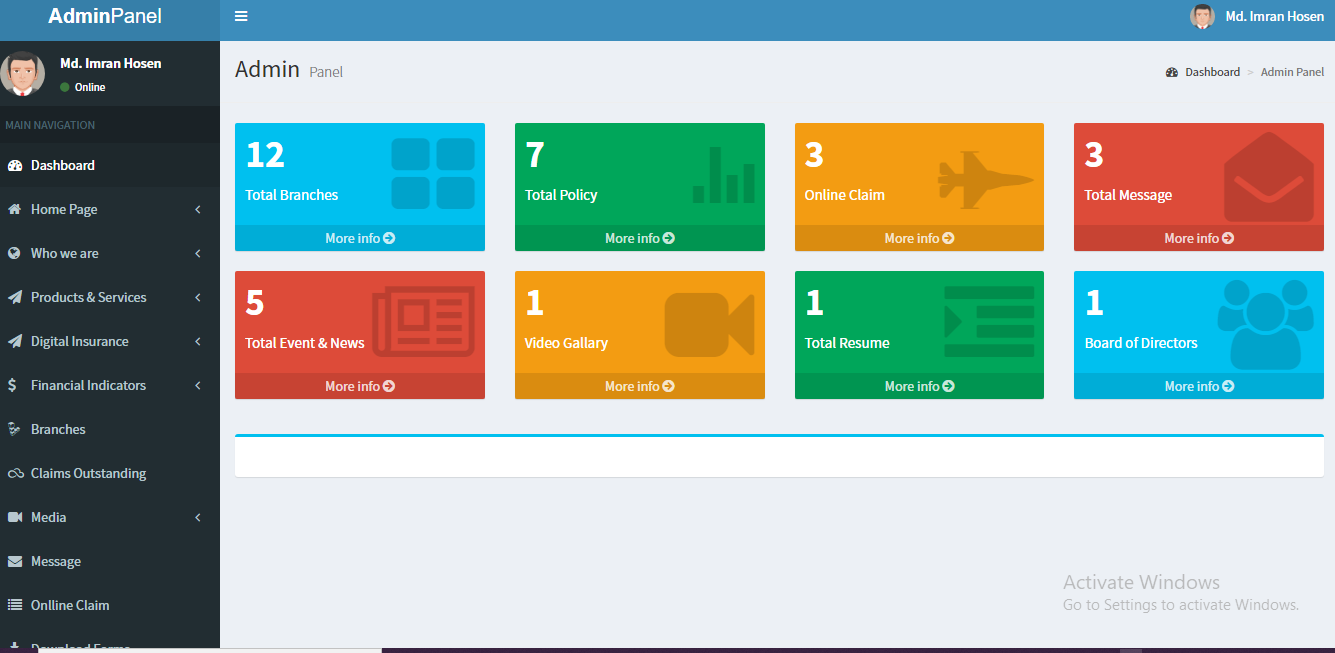 AdminPanel
Md. Imran Hosen
Md. Imran Hosen
Online
MAIN NAVIGATION
Dashboard
Home Page
Who we are
Products & Services
Digital Insurance
Financial Indicators
Branches
Claims Outstanding
Media
Message
Onlline Claim
Download Forms
Admin Panel
Dashboard > Admin Panel
12
Total Branches
More info
7
Total Policy
More info
3
Online Claim
More info
3
Total Message
More info
5
Total Event & News
More info
1
Video Gallary
More info
1
Total Resume
More info
1
Board of Directors
More info
Activate Windows
Go to Settings to activate Windows.